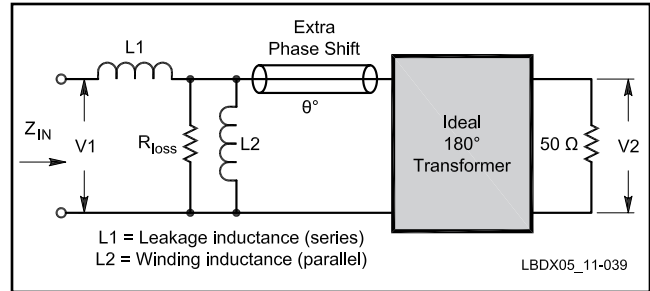 Extra
Phase Shift
L1
θ°
Z_IN
V1
R_loss
L2
Ideal
180°
Transformer
50 Ω
V2
L1 = Leakage inductance (series)
L2 = Winding inductance (parallel)
LBDX05_11-039